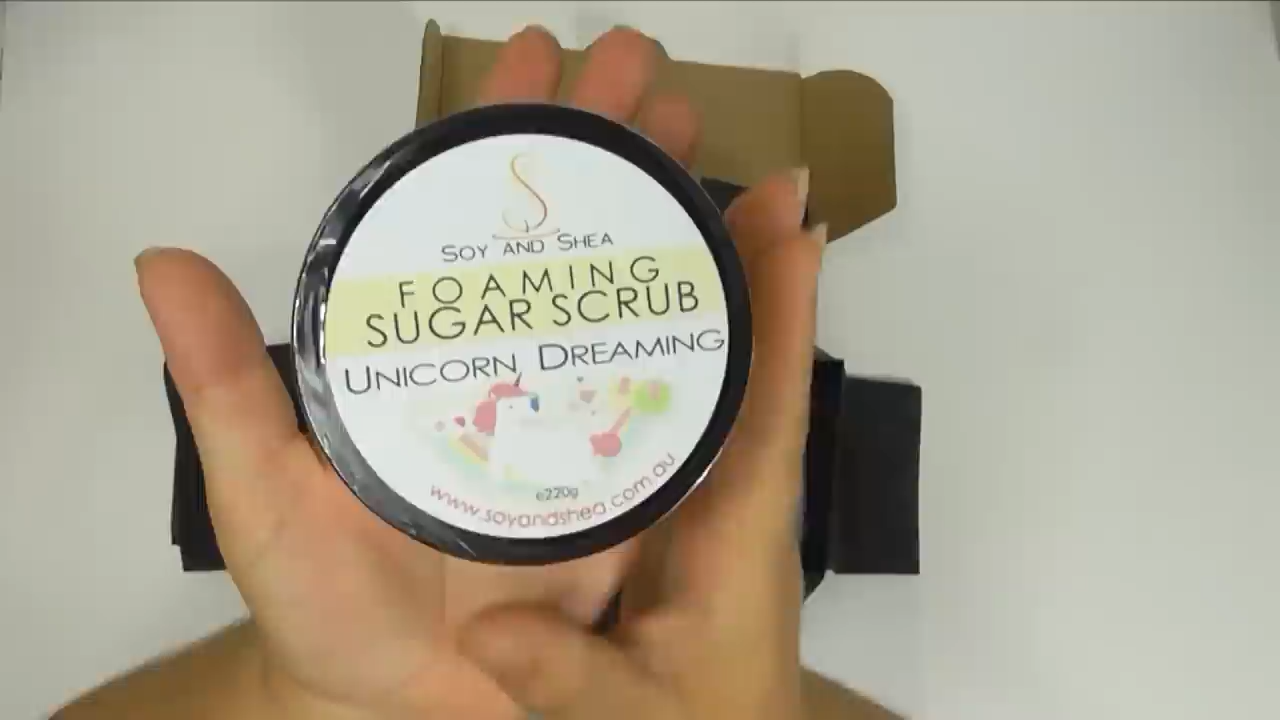 SOY AND SHEA
FOAMING
SUGAR SCRUB
UNICORN DREAMING
e220g
www.soyandshea.com.au